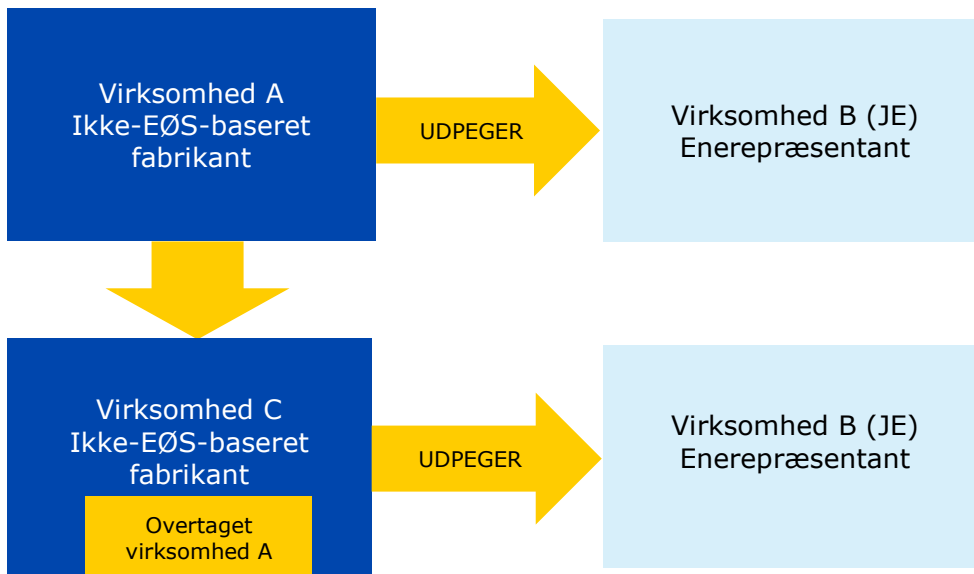 Virksomhed A
Ikke-EØS-baseret
fabrikant
UDPEGER
Virksomhed B (JE)
Enerepræsentant
Virksomhed C
Ikke-EØS-baseret
fabrikant
Overtaget
virksomhed A
UDPEGER
Virksomhed B (JE)
Enerepræsentant